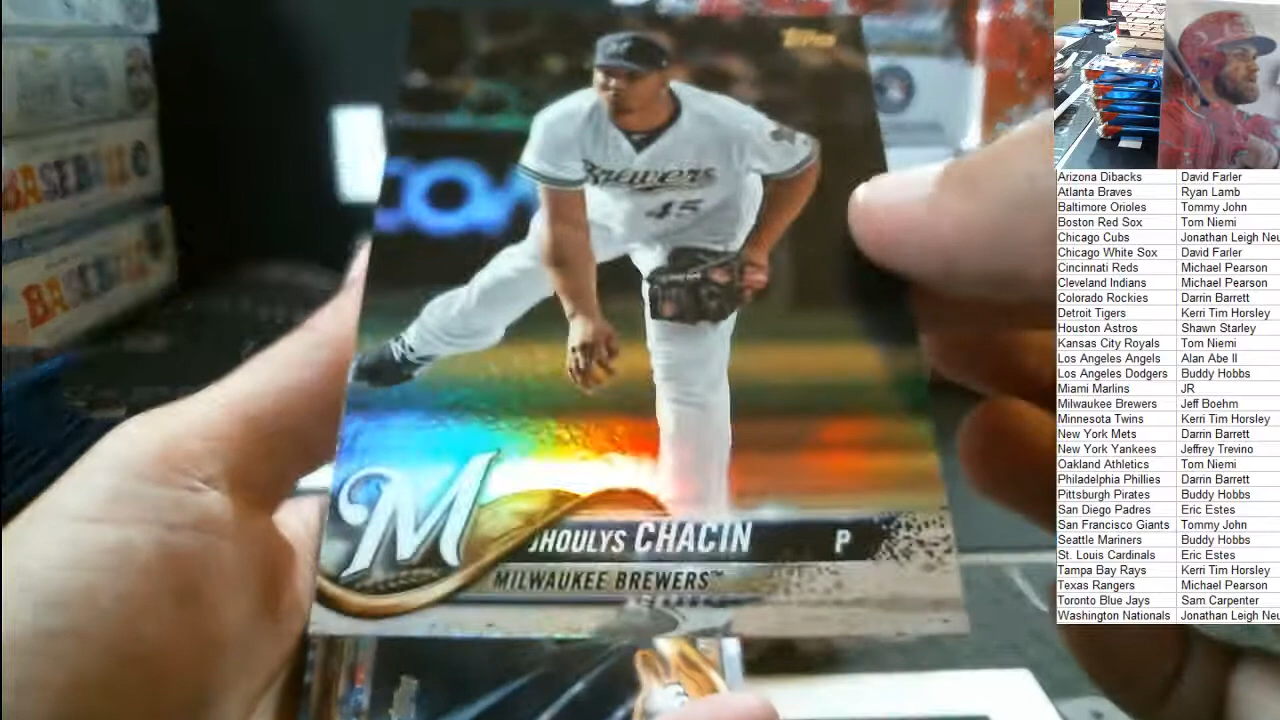 BASEBALL
BASEBALL
Topps
Brewers
45
M
JHOULYS CHACIN P
MILWAUKEE BREWERS™
Arizona Dibacks David Farler
Atlanta Braves Ryan Lamb
Baltimore Orioles Tommy John
Boston Red Sox Tom Niemi
Chicago Cubs Jonathan Leigh
Chicago White Sox David Farler
Cincinnati Reds Michael Pearson
Cleveland Indians Michael Pearson
Colorado Rockies Darrin Barrett
Detroit Tigers Kerri Tim Horsley
Houston Astros Shawn Starley
Kansas City Royals Tom Niemi
Los Angeles Angels Alan Abe II
Los Angeles Dodgers Buddy Hobbs
Miami Marlins JR
Milwaukee Brewers Jeff Boehm
Minnesota Twins Kerri Tim Horsley
New York Mets Darrin Barrett
New York Yankees Jeffrey Trevino
Oakland Athletics Tom Niemi
Philadelphia Phillies Darrin Barrett
Pittsburgh Pirates Buddy Hobbs
San Diego Padres Eric Estes
San Francisco Giants Tommy John
Seattle Mariners Buddy Hobbs
St. Louis Cardinals Eric Estes
Tampa Bay Rays Kerri Tim Horsley
Texas Rangers Michael Pearson
Toronto Blue Jays Sam Carpenter
Washington Nationals Jonathan Leigh